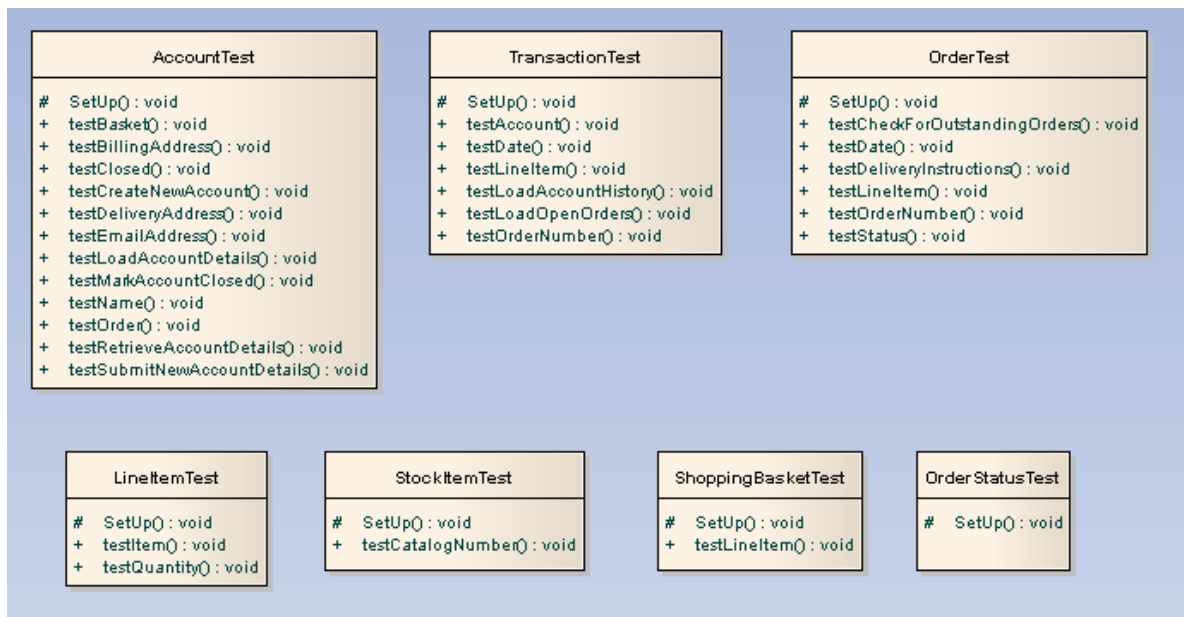 AccountTest
# SetUp() : void
+ testBasket() : void
+ testBillingAddress() : void
+ testClosed() : void
+ testCreateNewAccount() : void
+ testDeliveryAddress() : void
+ testEmailAddress() : void
+ testLoadAccountDetails() : void
+ testMarkAccountClosed() : void
+ testName() : void
+ testOrder() : void
+ testRetrieveAccountDetails() : void
+ testSubmitNewAccountDetails() : void
TransactionTest
# SetUp() : void
+ testAccount() : void
+ testDate() : void
+ testLineItem() : void
+ testLoadAccountHistory() : void
+ testLoadOpenOrders() : void
+ testOrderNumber() : void
OrderTest
# SetUp() : void
+ testCheckForOutstandingOrders() : void
+ testDate() : void
+ testDeliveryInstructions() : void
+ testLineItem() : void
+ testOrderNumber() : void
+ testStatus() : void
LineItemTest
# SetUp() : void
+ testItem() : void
+ testQuantity() : void
StockItemTest
# SetUp() : void
+ testCatalogNumber() : void
ShoppingBasketTest
# SetUp() : void
+ testLineItem() : void
OrderStatusTest
# SetUp() : void